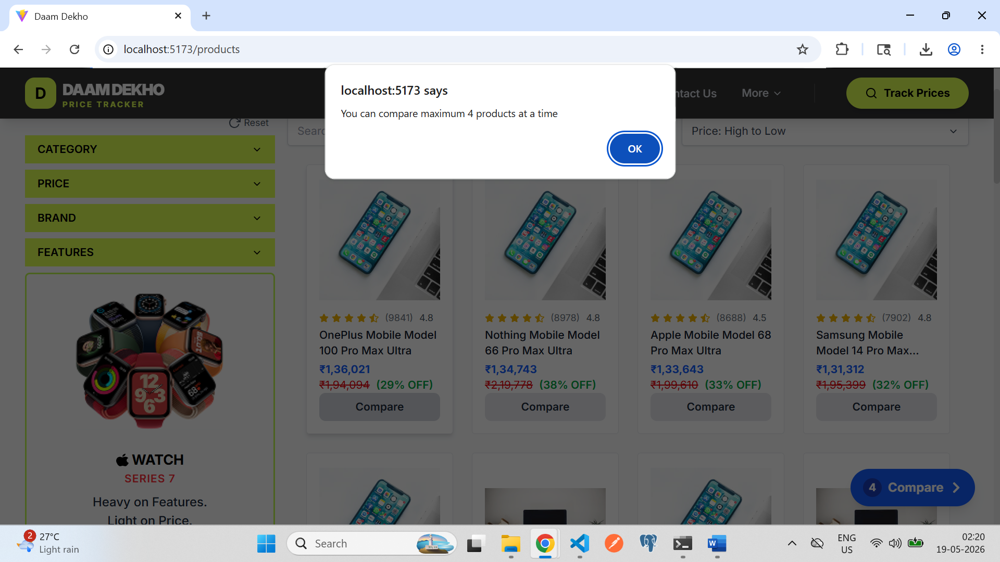 Daam Dekho
localhost:5173/products
D
DAAM DEKHO
PRICE TRACKER
ntact Us
More
Track Prices
localhost:5173 says
You can compare maximum 4 products at a time
OK
Reset
Searc
Price: High to Low
CATEGORY
PRICE
BRAND
FEATURES
WATCH
SERIES 7
Heavy on Features.
Light on Price.
(9841) 4.8
OnePlus Mobile Model
100 Pro Max Ultra
₹1,36,021
₹1,94,094 (29% OFF)
Compare
(8978) 4.8
Nothing Mobile Model
66 Pro Max Ultra
₹1,34,743
₹2,19,778 (38% OFF)
Compare
(8688) 4.5
Apple Mobile Model 68
Pro Max Ultra
₹1,33,643
₹1,99,610 (33% OFF)
Compare
(7902) 4.8
Samsung Mobile
Model 14 Pro Max...
₹1,31,312
₹1,95,399 (32% OFF)
Compare
4 Compare
2
27°C
Light rain
Search
ENG
US
02:20
19-05-2026